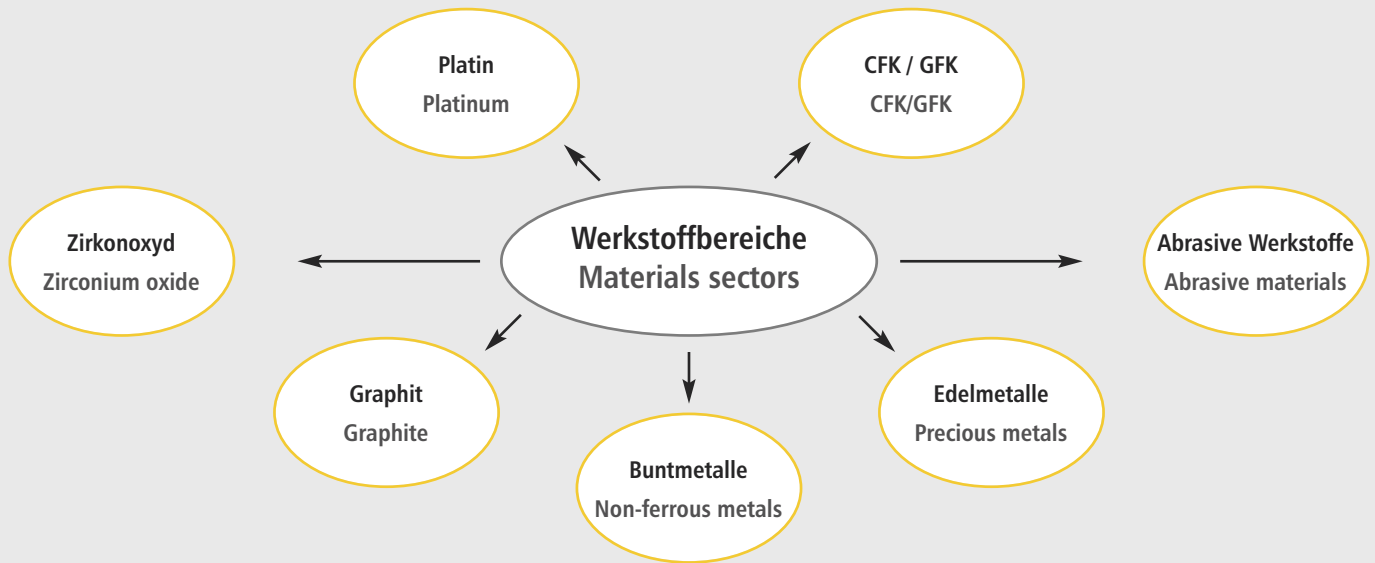 Platin
Platinum
CFK / GFK
CFK/GFK
Zirkonoxyd
Zirconium oxide
Werkstoffbereiche
Materials sectors
Abrasive Werkstoffe
Abrasive materials
Graphit
Graphite
Buntmetalle
Non-ferrous metals
Edelmetalle
Precious metals